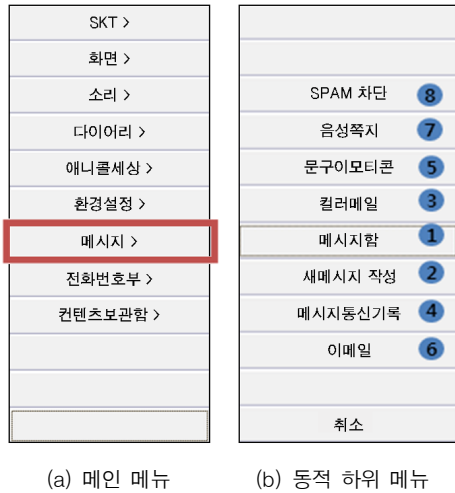 SKT >
화면 >
소리 >
다이어리 >
애니콜세상 >
환경설정 >
메시지 >
전화번호부 >
컨텐츠보관함 >
SPAM 차단 8
음성쪽지 7
문구이모티콘 5
컬러메일 3
메시지함 1
새메시지 작성 2
메시지통신기록 4
이메일 6
취소
(a) 메인 메뉴
(b) 동적 하위 메뉴